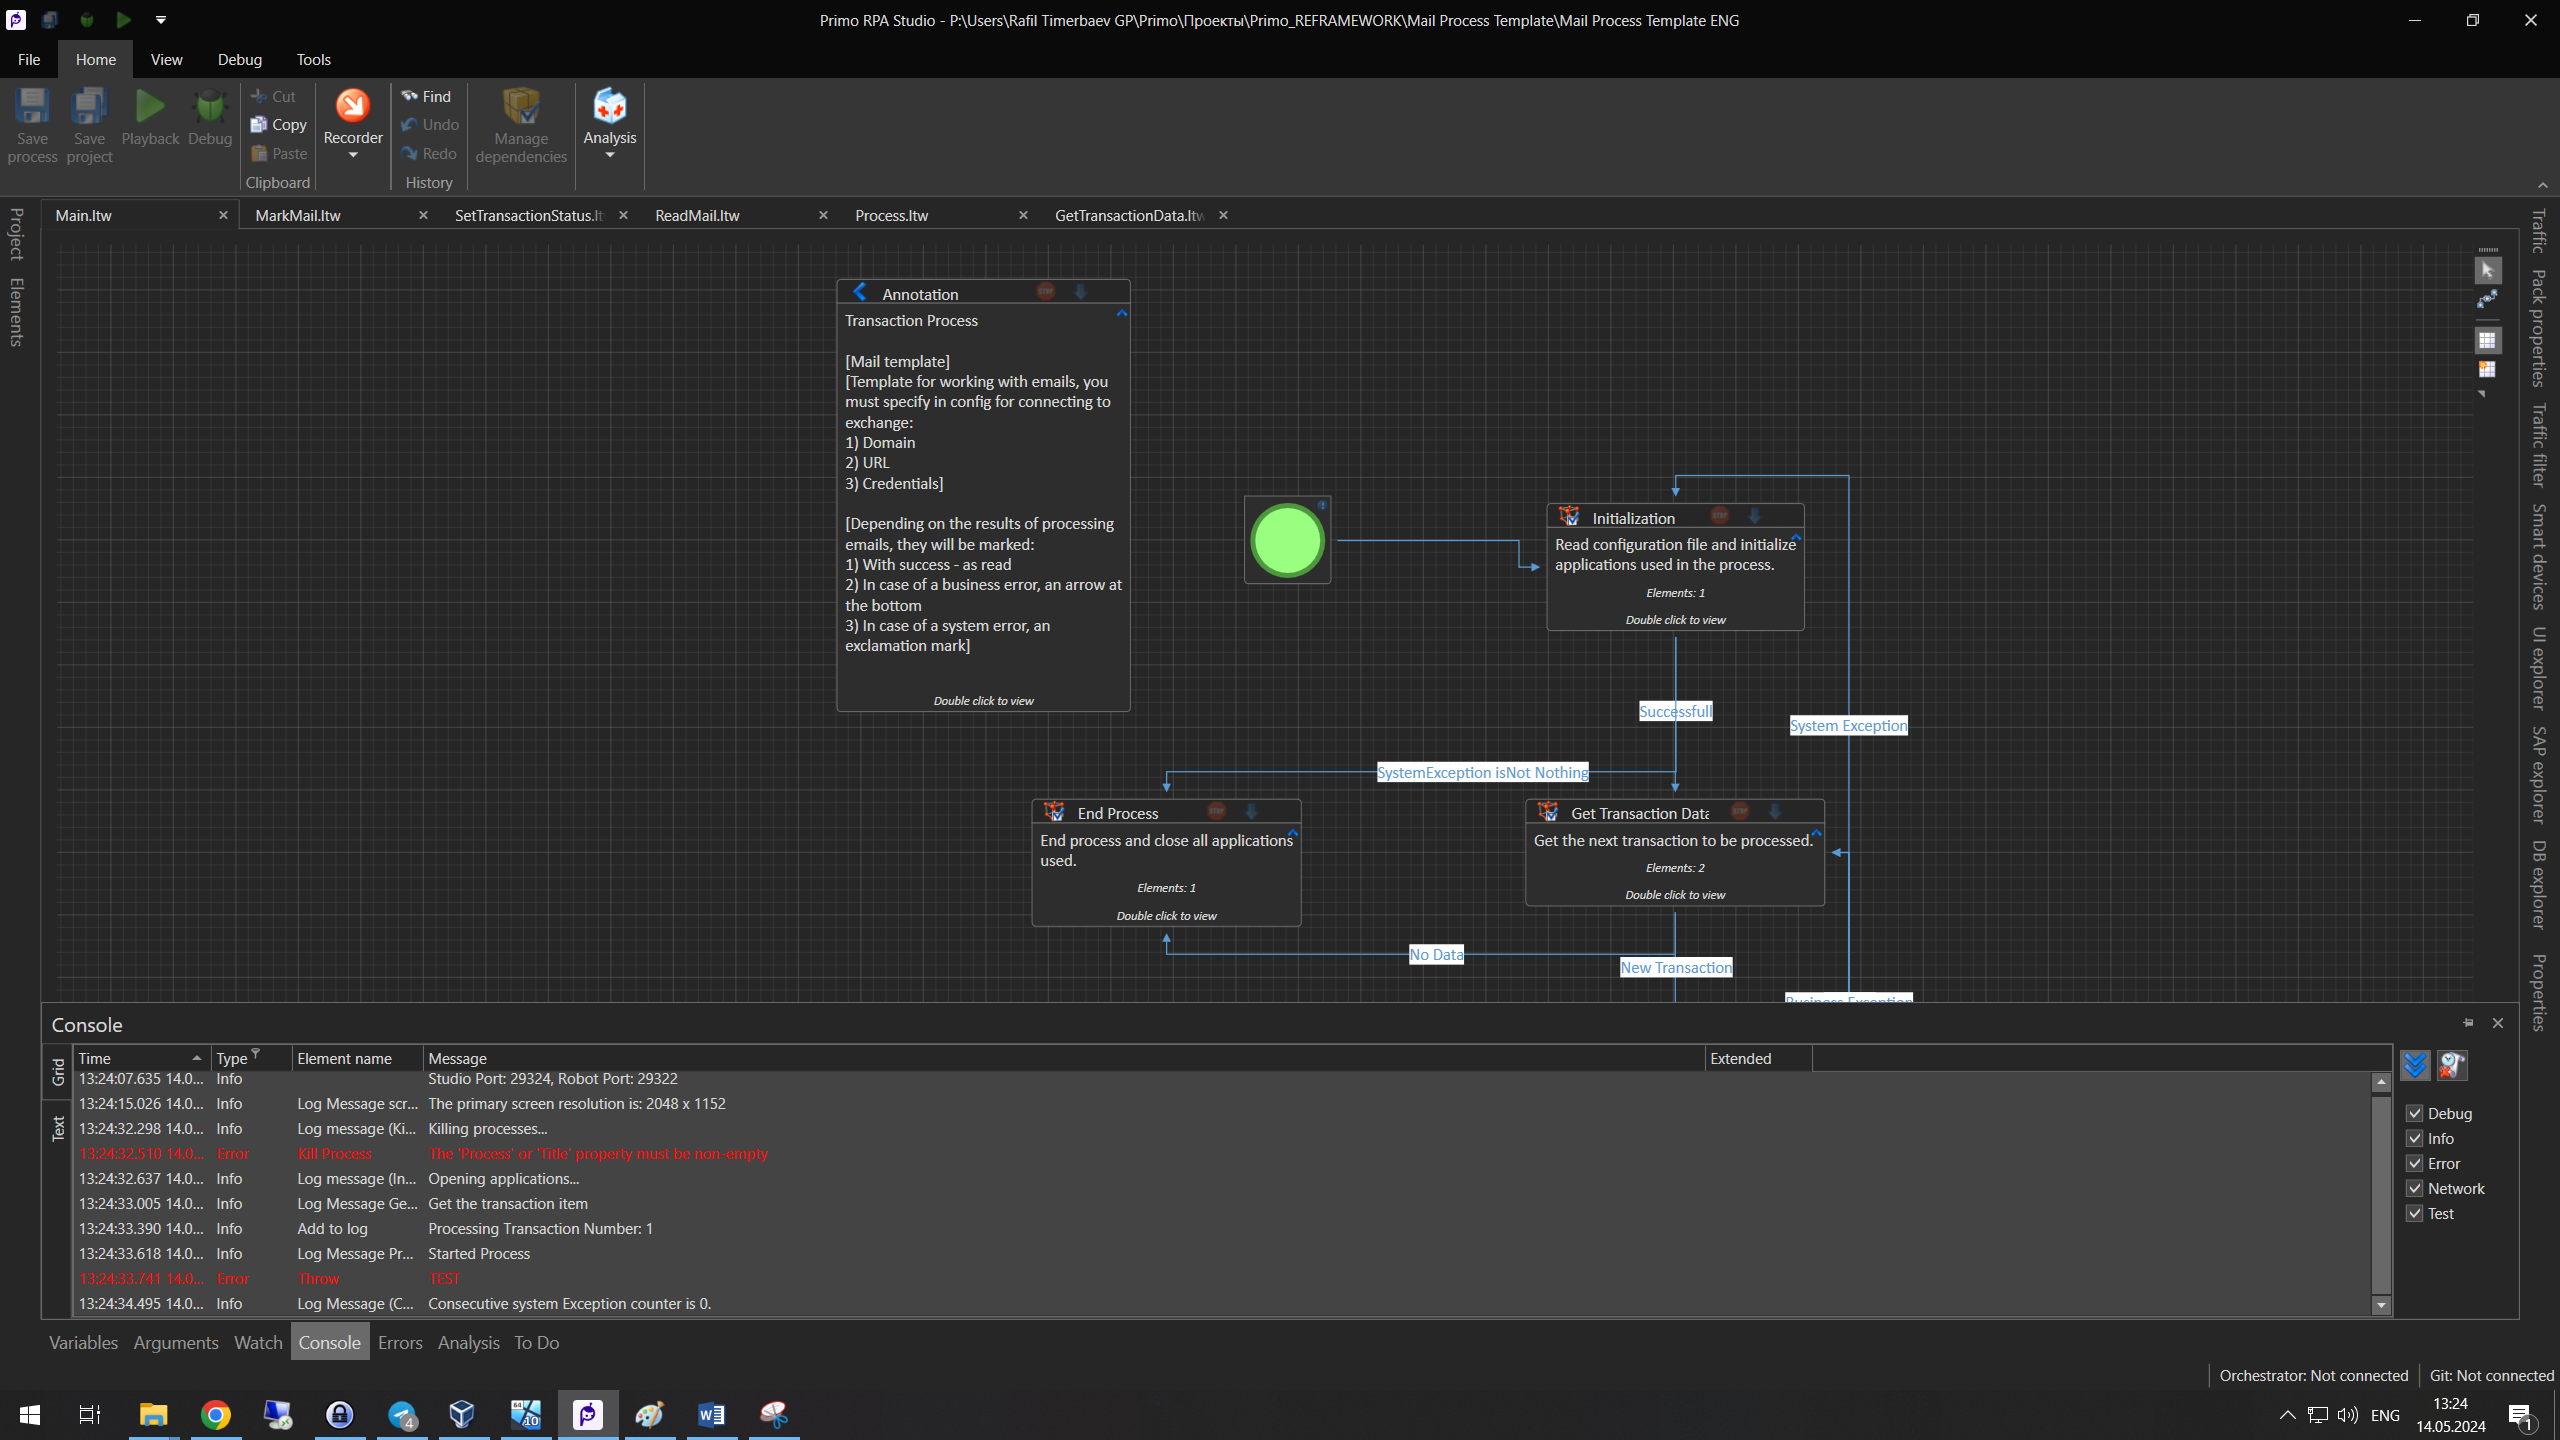 Primo RPA Studio - P:\Users\Rafil Timerbaev GP\Primo\Проекты\Primo_REFRAMEWORK\Mail Process Template\Mail Process Template ENG
File Home View Debug Tools
Save process
Save project
Playback
Debug
Cut
Copy
Paste
Clipboard
Recorder
Find
Undo
Redo
History
Manage dependencies
Analysis
Main.ltw MarkMail.ltw SetTransactionStatus.lt ReadMail.ltw Process.ltw GetTransactionData.ltw
Project
Elements
Annotation
Transaction Process
[Mail template]
[Template for working with emails, you
must specify in config for connecting to
exchange:
1) Domain
2) URL
3) Credentials]
[Depending on the results of processing
emails, they will be marked:
1) With success - as read
2) In case of a business error, an arrow at
the bottom
3) In case of a system error, an
exclamation mark]
Double click to view
Initialization
Read configuration file and initialize
applications used in the process.
Elements: 1
Double click to view
Successfull
System Exception
SystemException isNot Nothing
End Process
End process and close all applications
used.
Elements: 1
Double click to view
Get Transaction Data
Get the next transaction to be processed.
Elements: 2
Double click to view
No Data
New Transaction
Business Exception
Traffic
Pack properties
Traffic filter
Smart devices
UI explorer
SAP explorer
DB explorer
Properties
Console
Grid
Text
Time Type Element name Message Extended
13:24:07.635 14.0... Info Studio Port: 29324, Robot Port: 29322
13:24:15.026 14.0... Info Log Message scr... The primary screen resolution is: 2048 x 1152
13:24:32.298 14.0... Info Log message (Ki... Killing processes...
13:24:32.510 14.0... Error Kill Process The 'Process' or 'Title' property must be non-empty
13:24:32.637 14.0... Info Log message (In... Opening applications...
13:24:33.005 14.0... Info Log Message Ge... Get the transaction item
13:24:33.390 14.0... Info Add to log Processing Transaction Number: 1
13:24:33.618 14.0... Info Log Message Pr... Started Process
13:24:33.741 14.0... Error Throw TEST
13:24:34.495 14.0... Info Log Message (C... Consecutive system Exception counter is 0.
Debug
Info
Error
Network
Test
Variables Arguments Watch Console Errors Analysis To Do
Orchestrator: Not connected Git: Not connected
4
64
10
ENG
13:24
14.05.2024
1